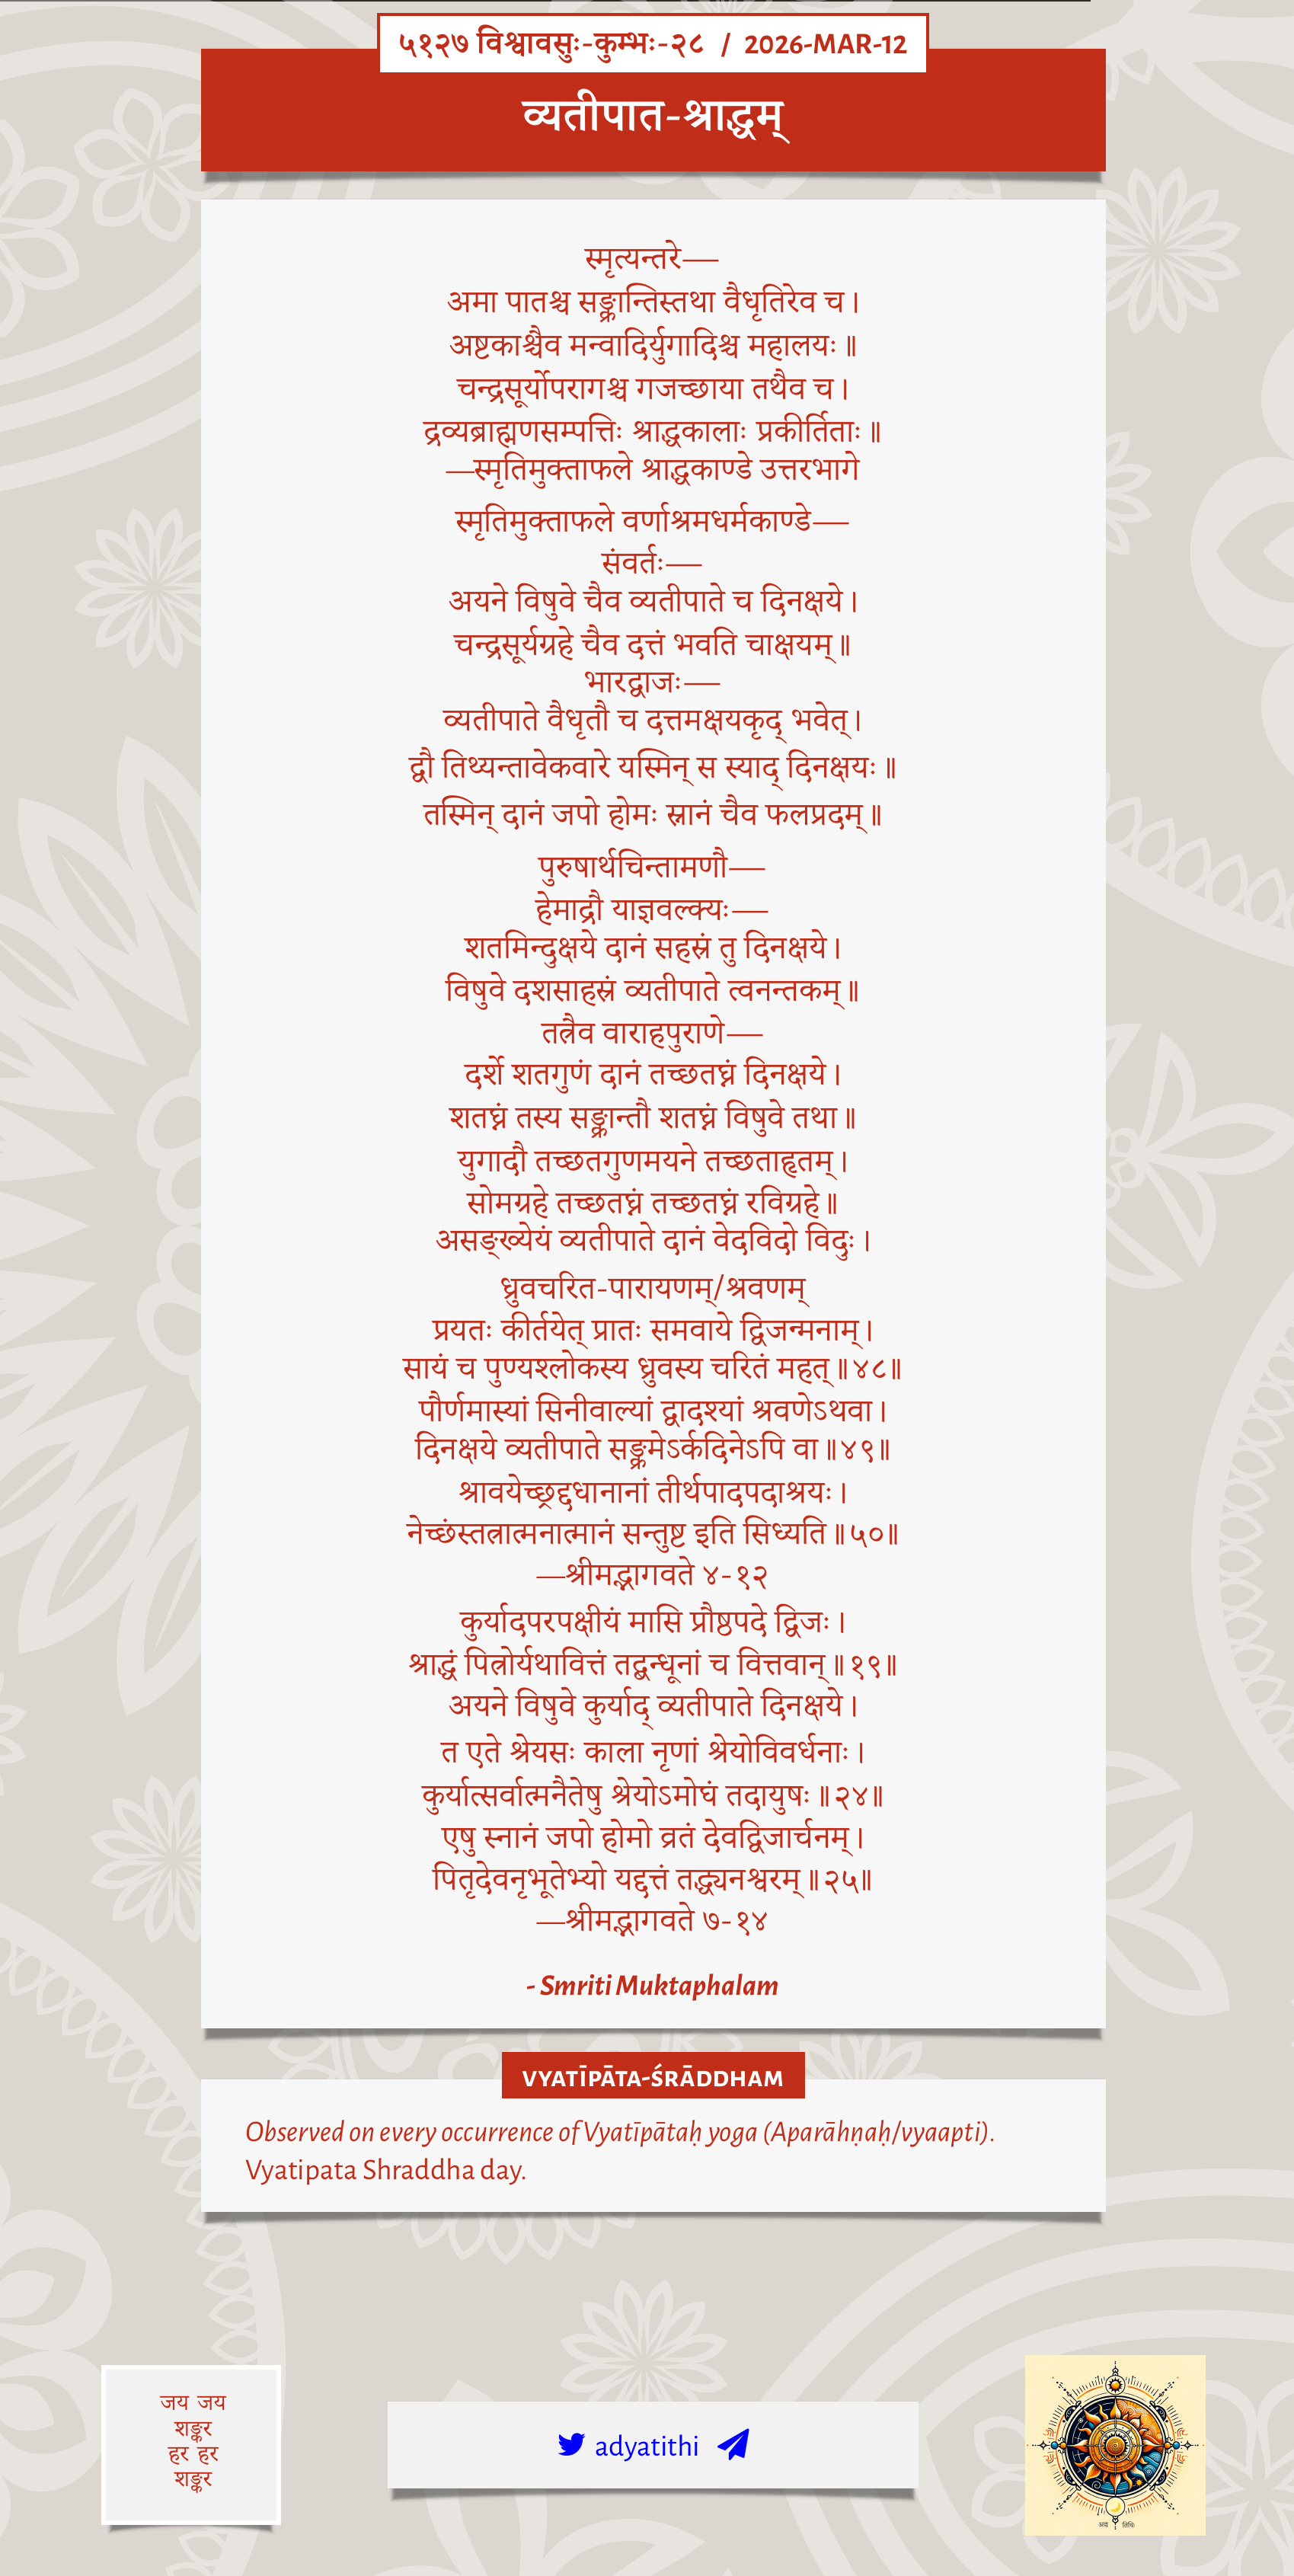 ५१२७ विश्वावसुः-कुम्भः-२८ / 2026-MAR-12
व्यतीपात-श्राद्धम्
स्मृत्यन्तरे—
अमा पातश्च सङ्क्रान्तिस्तथा वैधृतिरेव च।
अष्टकाश्चैव मन्वादिर्युगादिश्च महालयः॥
चन्द्रसूर्योपरागश्च गजच्छाया तथैव च।
द्रव्यब्राह्मणसम्पत्तिः श्राद्धकालाः प्रकीर्तिताः॥
—स्मृतिमुक्ताफले श्राद्धकाण्डे उत्तरभागे
स्मृतिमुक्ताफले वर्णाश्रमधर्मकाण्डे—
संवर्तः—
अयने विषुवे चैव व्यतीपाते च दिनक्षये।
चन्द्रसूर्यग्रहे चैव दत्तं भवति चाक्षयम्॥
भारद्वाजः—
व्यतीपाते वैधृतौ च दत्तमक्षयकृद् भवेत्।
द्वौ तिथ्यन्तावेकवारे यस्मिन् स स्याद् दिनक्षयः॥
तस्मिन् दानं जपो होमः स्नानं चैव फलप्रदम्॥
पुरुषार्थचिन्तामणौ—
हेमाद्रौ याज्ञवल्क्यः—
शतमिन्दुक्षये दानं सहस्रं तु दिनक्षये।
विषुवे दशसाहस्रं व्यतीपाते त्वनन्तकम्॥
तत्रैव वाराहपुराणे—
दर्शे शतगुणं दानं तच्छतघ्नं दिनक्षये।
शतघ्नं तस्य सङ्क्रान्तौ शतघ्नं विषुवे तथा॥
युगादौ तच्छतगुणमयने तच्छताहृतम्।
सोमग्रहे तच्छतघ्नं तच्छतघ्नं रविग्रहे॥
असङ्ख्येयं व्यतीपाते दानं वेदविदो विदुः।
ध्रुवचरित-पारायणम्/श्रवणम्
प्रयतः कीर्तयेत् प्रातः समवाये द्विजन्मनाम्।
सायं च पुण्यश्लोकस्य ध्रुवस्य चरितं महत्॥४८॥
पौर्णमास्यां सिनीवाल्यां द्वादश्यां श्रवणेऽथवा।
दिनक्षये व्यतीपाते सङ्क्रमेऽर्कदिनेऽपि वा॥४९॥
श्रावयेच्छ्रद्दधानानां तीर्थपादपदाश्रयः।
नेच्छंस्तत्रात्मनात्मानं सन्तुष्ट इति सिध्यति॥५०॥
—श्रीमद्भागवते ४-१२
कुर्यादपरपक्षीयं मासि प्रौष्ठपदे द्विजः।
श्राद्धं पित्रोर्यथावित्तं तद्बन्धूनां च वित्तवान्॥१९॥
अयने विषुवे कुर्याद् व्यतीपाते दिनक्षये।
त एते श्रेयसः काला नृणां श्रेयोविवर्धनाः।
कुर्यात्सर्वात्मनैतेषु श्रेयोऽमोघं तदायुषः॥२४॥
एषु स्नानं जपो होमो व्रतं देवद्विजार्चनम्।
पितृदेवनृभूतेभ्यो यद्दत्तं तद्ध्यनश्वरम्॥२५॥
—श्रीमद्भागवते ७-१४
- Smriti Muktaphalam
VYATĪPĀTA-ŚRĀDDHAM
Observed on every occurrence of Vyatīpātaḥ yoga (Aparāhṇaḥ/vyaapti).
Vyatipata Shraddha day.
जय जय
शङ्कर
हर हर
शङ्कर
adyatithi
अद्य तिथिः